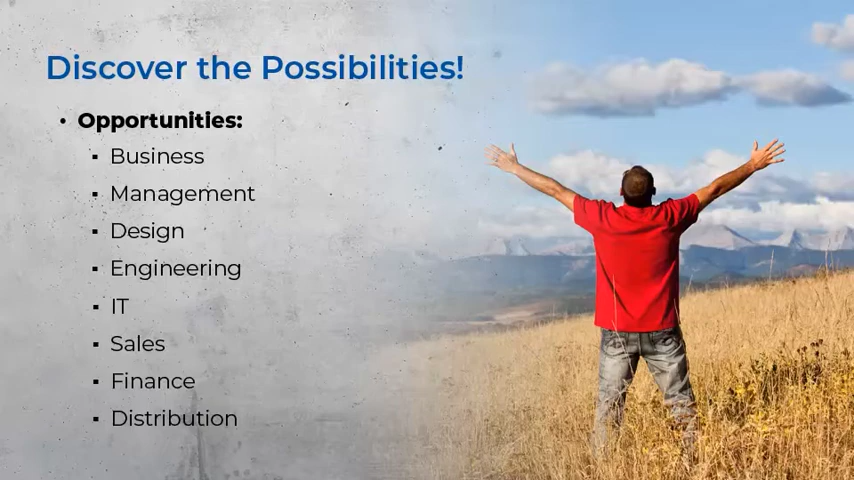 Discover the Possibilities!
• Opportunities:
▪ Business
▪ Management
▪ Design
▪ Engineering
▪ IT
▪ Sales
▪ Finance
▪ Distribution